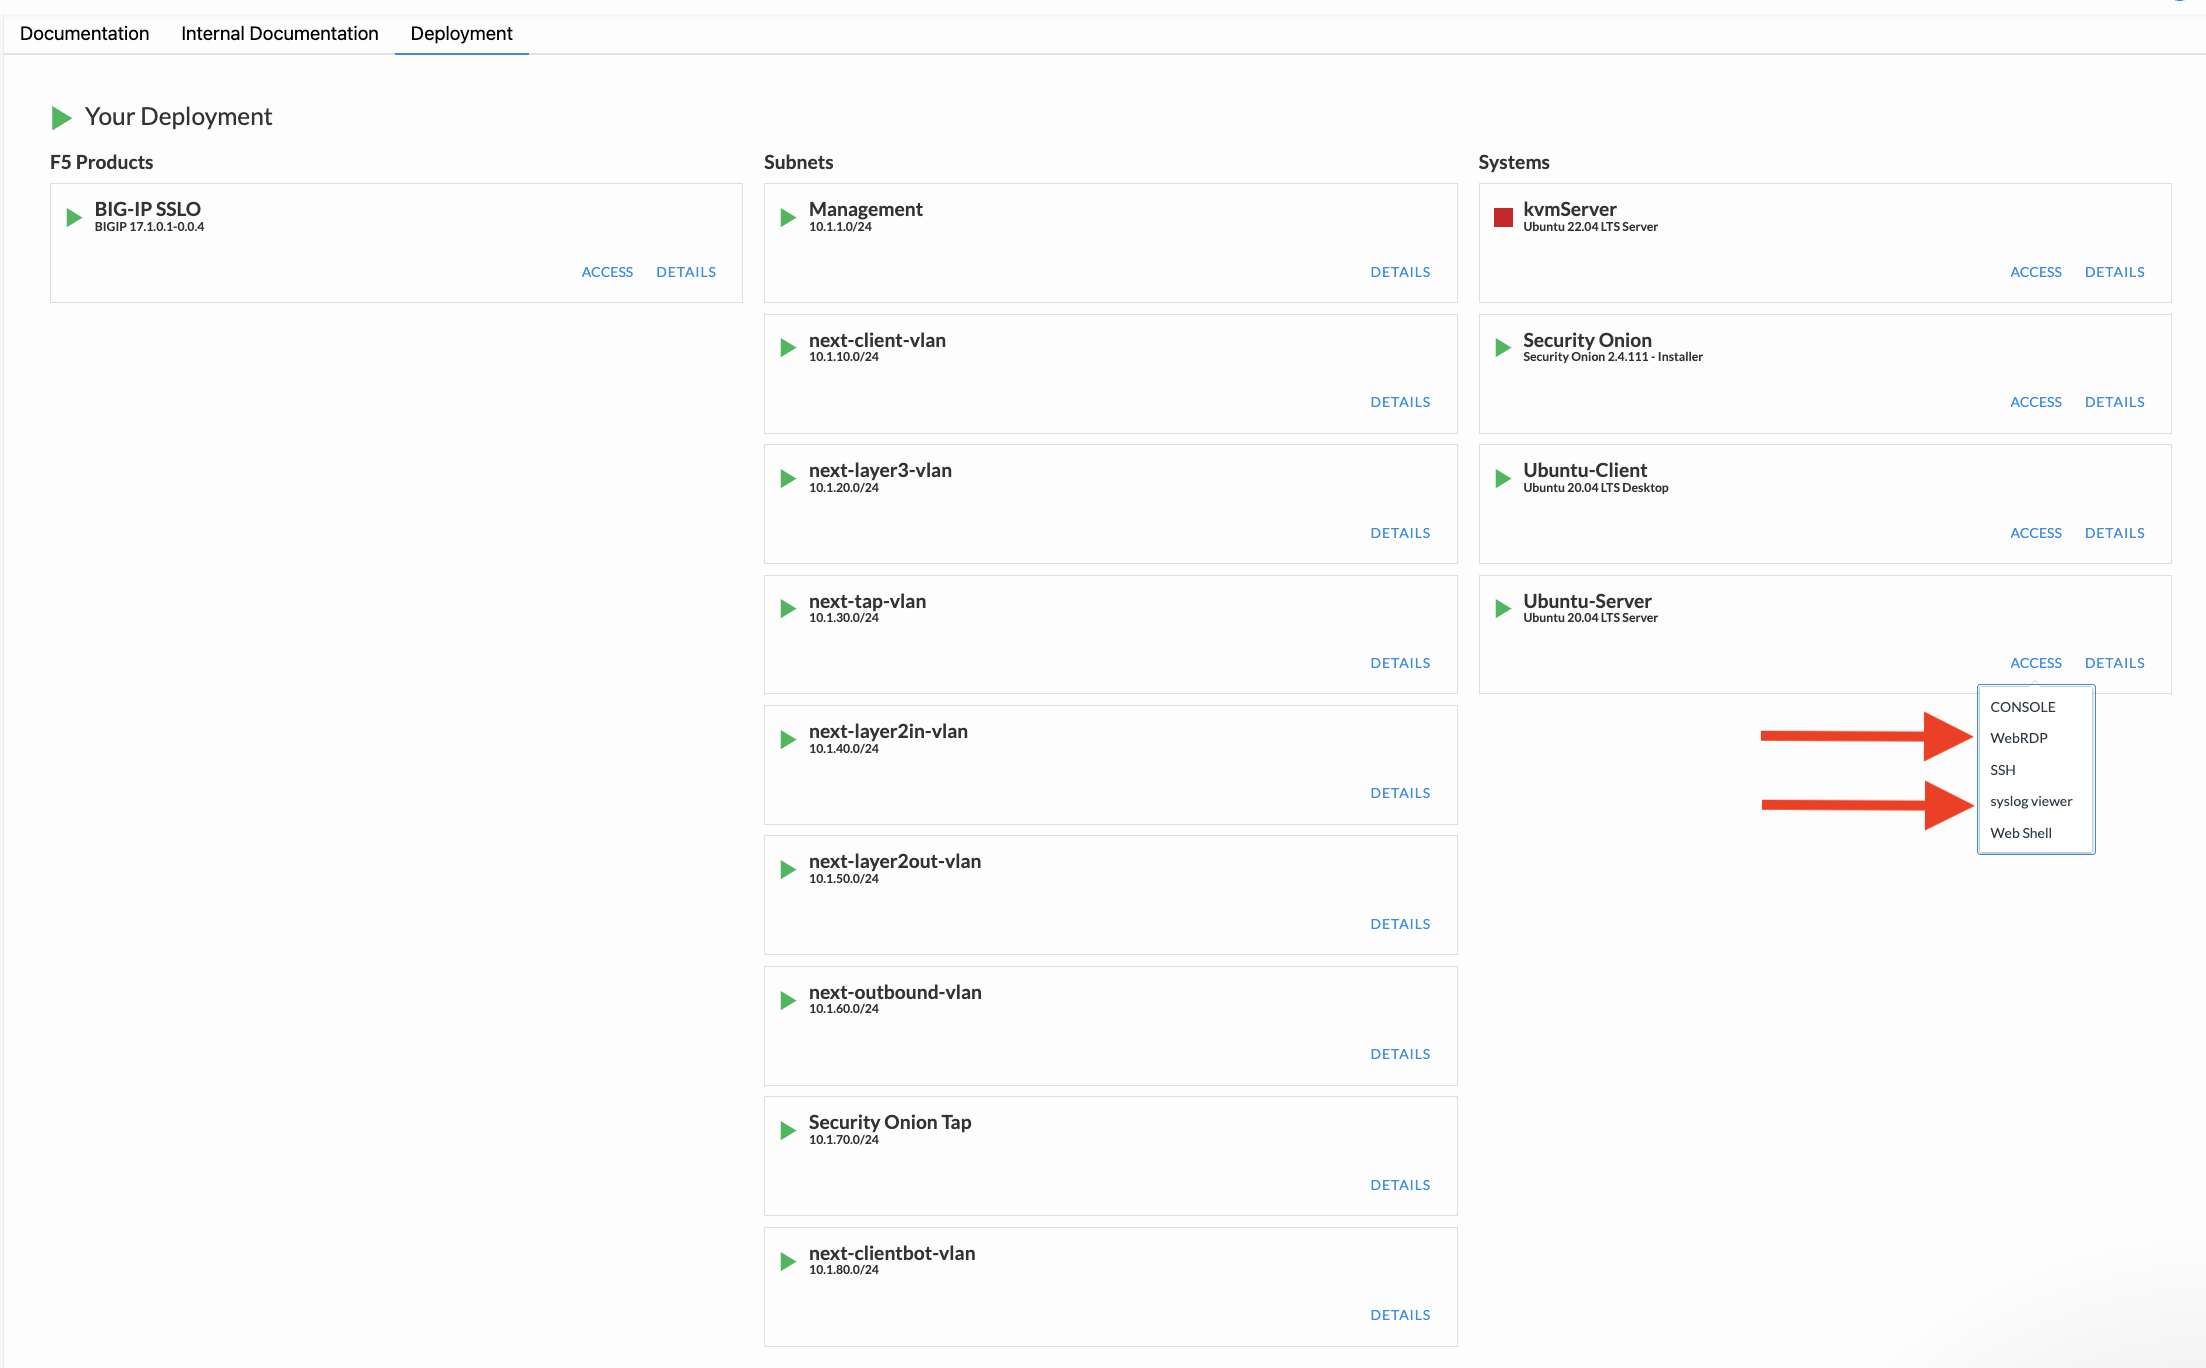 Documentation
Internal Documentation
Deployment
Your Deployment
F5 Products
BIG-IP SSLO
BIGIP 17.1.0.1-0.0.4
ACCESS
DETAILS
Subnets
Management
10.1.1.0/24
DETAILS
next-client-vlan
10.1.10.0/24
DETAILS
next-layer3-vlan
10.1.20.0/24
DETAILS
next-tap-vlan
10.1.30.0/24
DETAILS
next-layer2in-vlan
10.1.40.0/24
DETAILS
next-layer2out-vlan
10.1.50.0/24
DETAILS
next-outbound-vlan
10.1.60.0/24
DETAILS
Security Onion Tap
10.1.70.0/24
DETAILS
next-clientbot-vlan
10.1.80.0/24
DETAILS
Systems
kvmServer
Ubuntu 22.04 LTS Server
ACCESS
DETAILS
Security Onion
Security Onion 2.4.111 - Installer
ACCESS
DETAILS
Ubuntu-Client
Ubuntu 20.04 LTS Desktop
ACCESS
DETAILS
Ubuntu-Server
Ubuntu 20.04 LTS Server
ACCESS
DETAILS
CONSOLE
WebRDP
SSH
syslog viewer
Web Shell